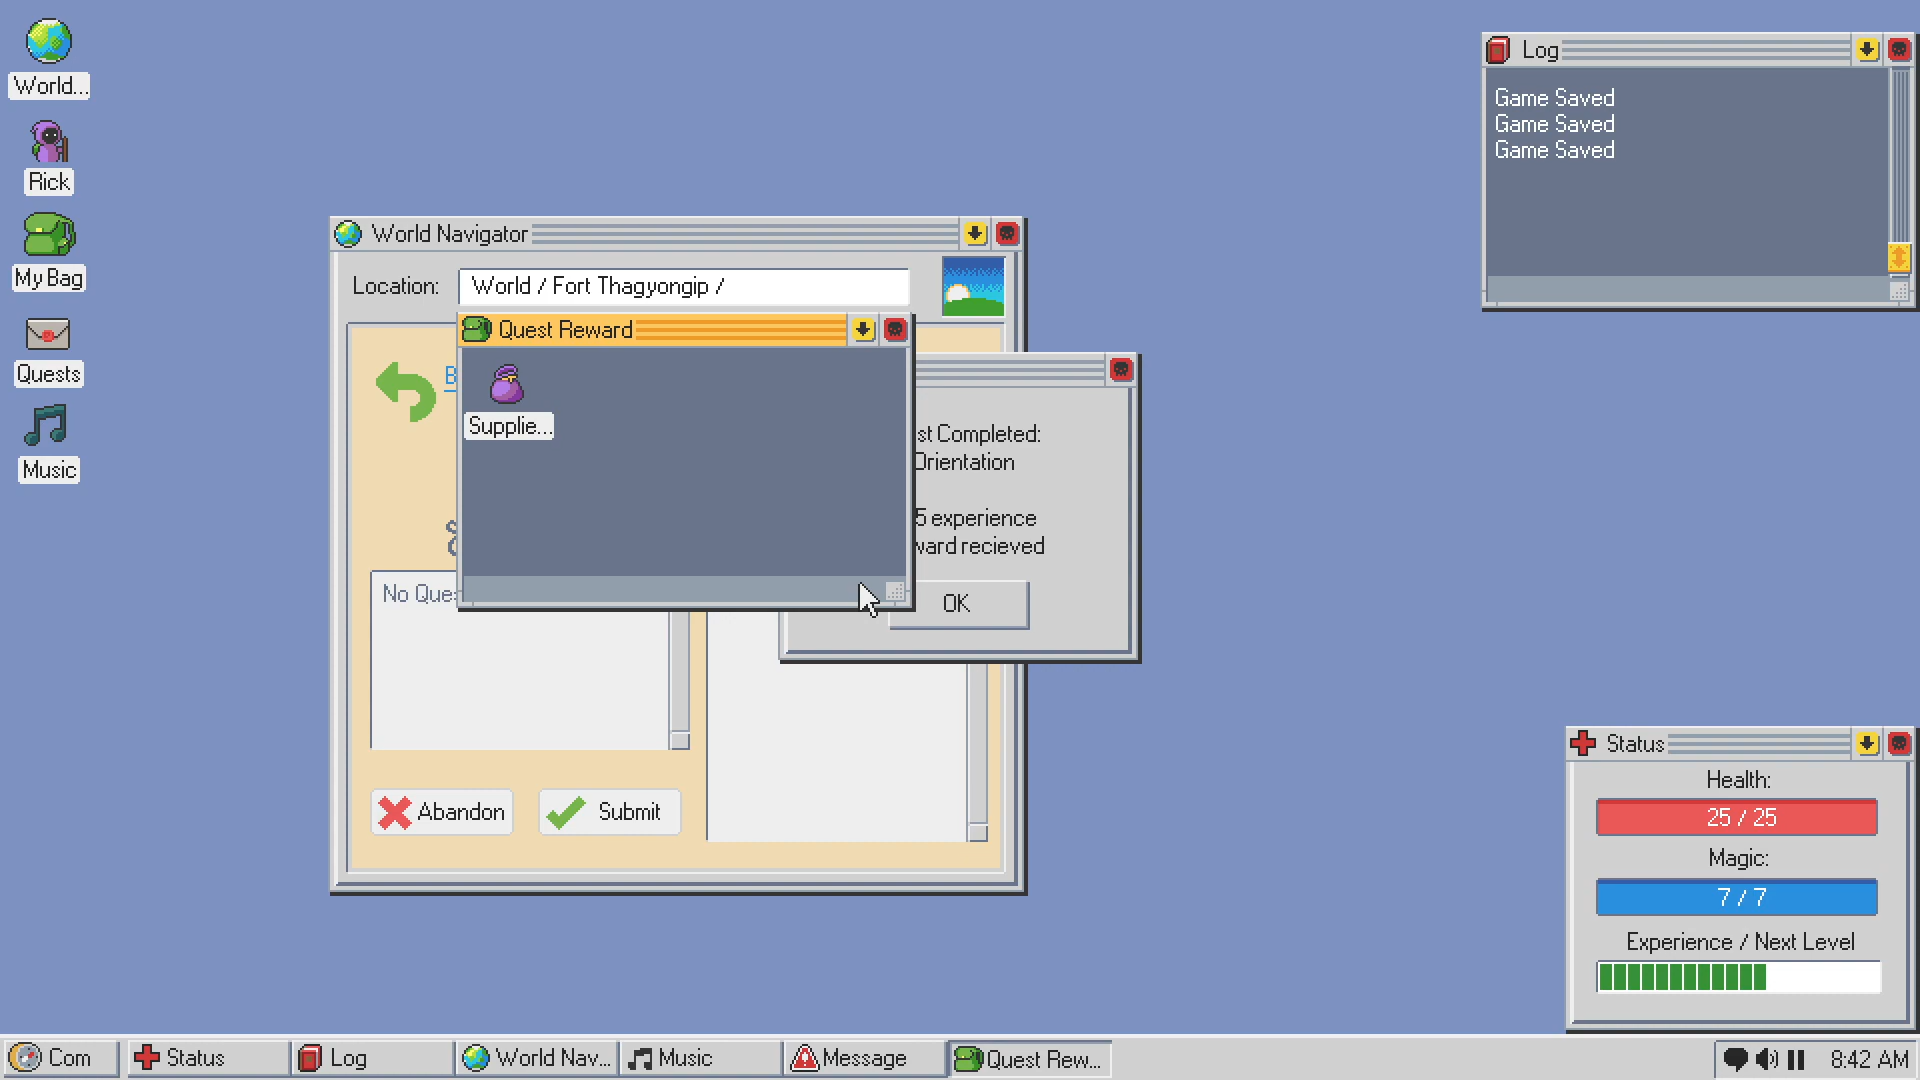 World...
Rick
My Bag
Quests
Music
Log
Game Saved
Game Saved
Game Saved
World Navigator
Location:
World / Fort Thagyongip /
Quest Reward
Supplie...
st Completed:
Orientation
5 experience
ward recieved
OK
No Que
Abandon
Submit
Status
Health:
25 / 25
Magic:
7 / 7
Experience / Next Level
Com
Status
Log
World Nav...
Music
Message
Quest Rew...
8:42 AM